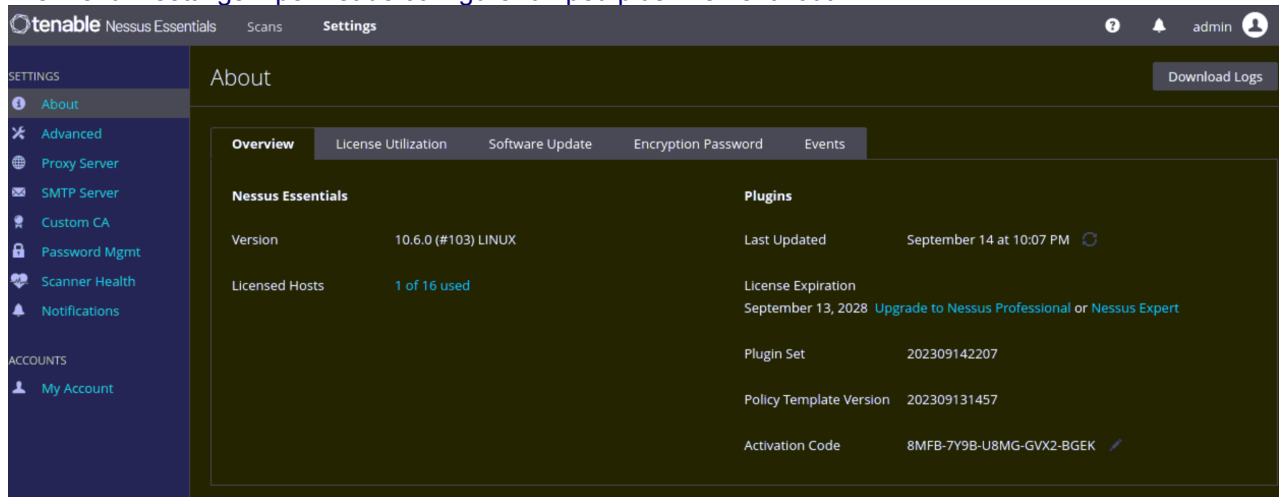 tenable Nessus Essentials Scans Settings admin
SETTINGS
About
Advanced
Proxy Server
SMTP Server
Custom CA
Password Mgmt
Scanner Health
Notifications
ACCOUNTS
My Account
About
Download Logs
Overview License Utilization Software Update Encryption Password Events
Nessus Essentials
Version 10.6.0 (#103) LINUX
Licensed Hosts 1 of 16 used
Plugins
Last Updated September 14 at 10:07 PM
License Expiration
September 13, 2028 Upgrade to Nessus Professional or Nessus Expert
Plugin Set 202309142207
Policy Template Version 202309131457
Activation Code 8MFB-7Y9B-U8MG-GVX2-BGEK